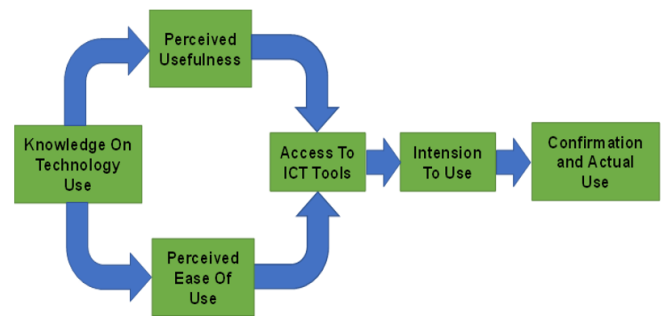 Perceived
Usefulness
Knowledge On
Technology
Use
Access To
ICT Tools
Intension
To Use
Confirmation
and Actual
Use
Perceived
Ease Of
Use